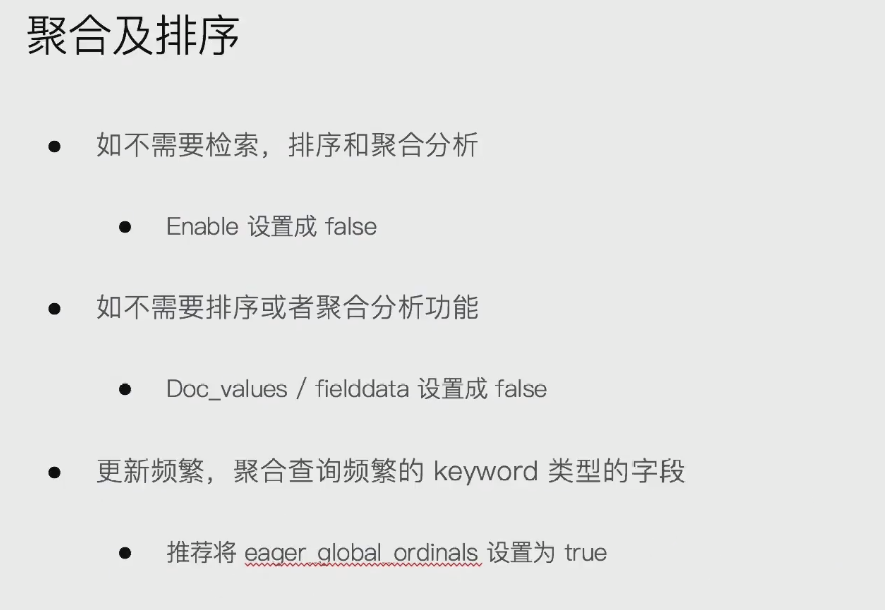 聚合及排序
如不需要检索，排序和聚合分析
Enable 设置成 false
如不需要排序或者聚合分析功能
Doc_values / fielddata 设置成 false
更新频繁，聚合查询频繁的 keyword 类型的字段
推荐将 eager_global_ordinals 设置为 true